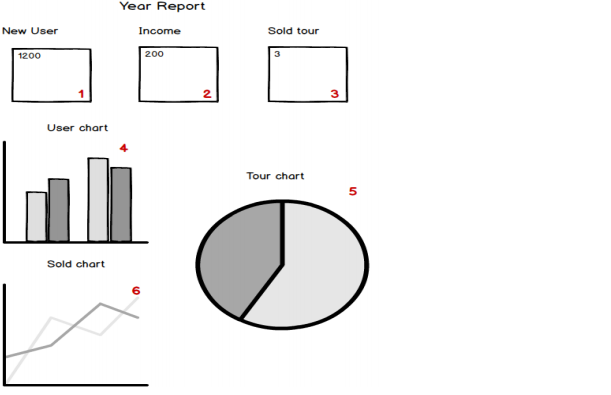 Year Report
New User
Income
Sold tour
1200
200
3
1
2
3
User chart
4
Tour chart
5
Sold chart
6